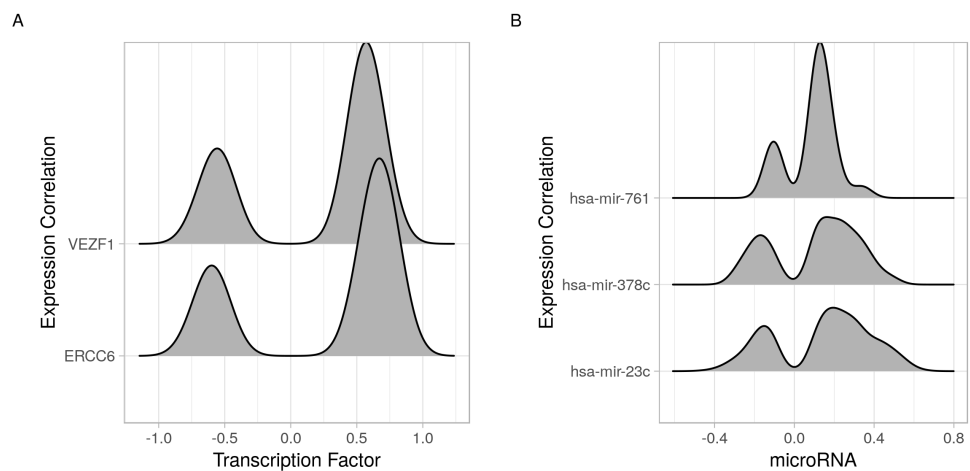 A
Expression Correlation
VEZF1
ERCC6
-1.0 -0.5 0.0 0.5 1.0
Transcription Factor
B
Expression Correlation
hsa-mir-761
hsa-mir-378c
hsa-mir-23c
-0.4 0.0 0.4 0.8
microRNA